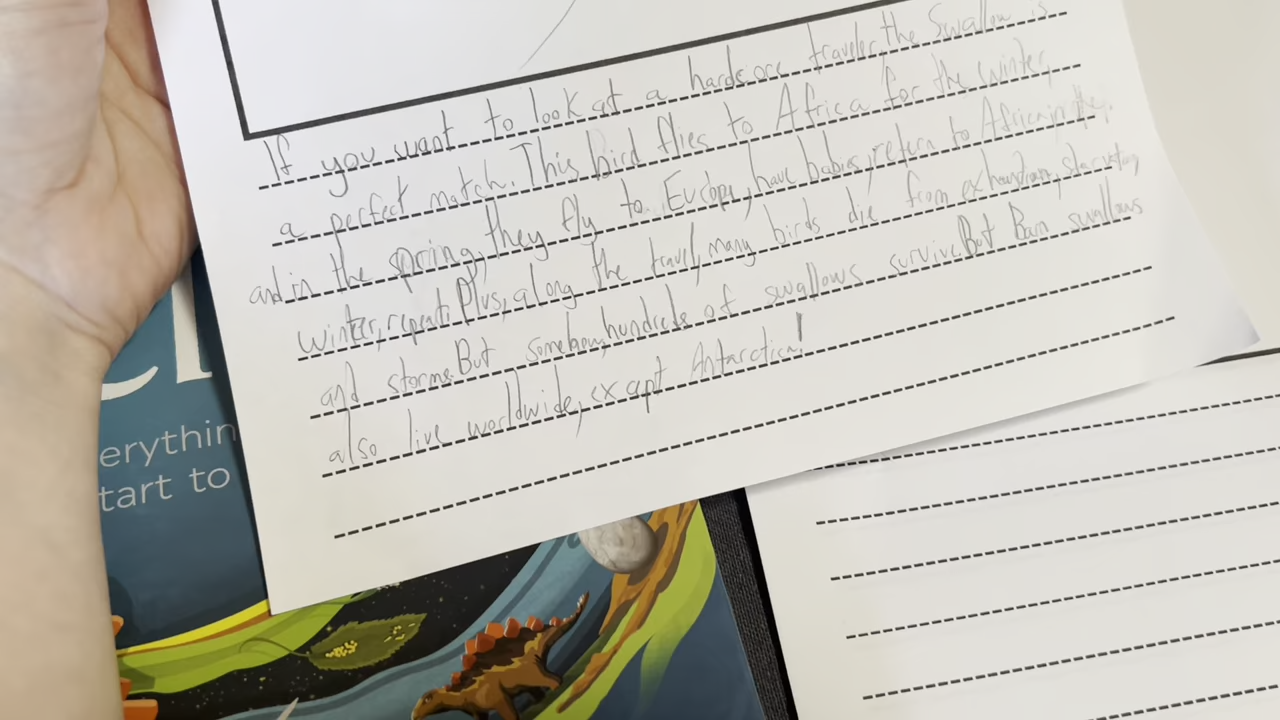 If you want to look at a hardcore traveler, the Swallow is
a perfect match. This bird flies to Africa for the winter,
and in the spring, they fly to Europe, have babies, retern to Africa in the
winter, repeat. Plus, along the travel, many birds die from exhaustion, starvation,
and storms. But somehow, hundreds of swallows survive. But Barn swallows
also live worldwide, excapt Antarctica!
erythin
tart to